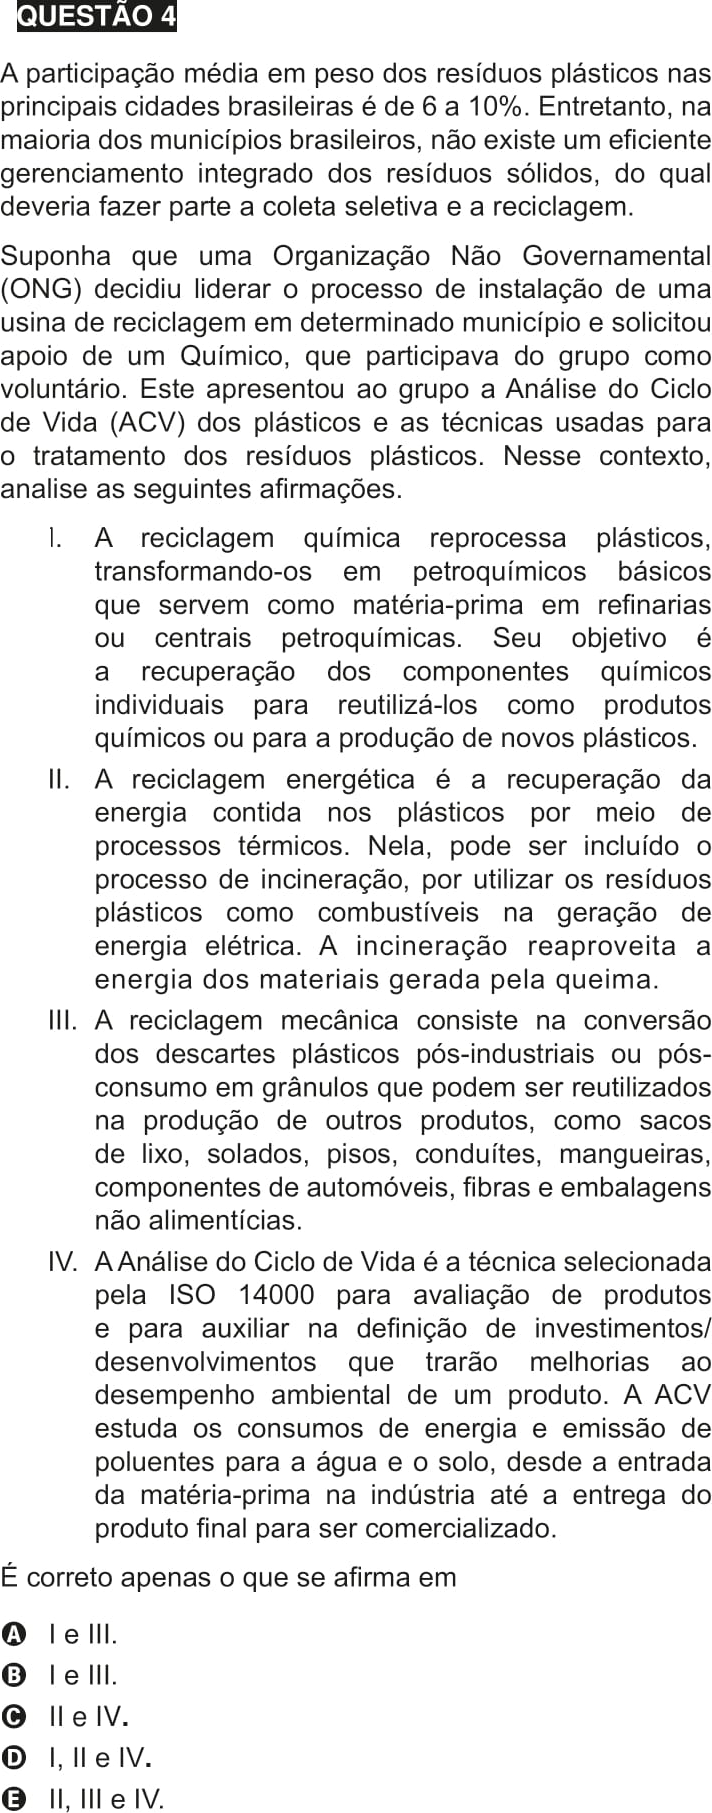 QUESTÃO 4
A participação média em peso dos resíduos plásticos nas
principais cidades brasileiras é de 6 a 10%. Entretanto, na
maioria dos municípios brasileiros, não existe um eficiente
gerenciamento integrado dos resíduos sólidos, do qual
deveria fazer parte a coleta seletiva e a reciclagem.
Suponha que uma Organização Não Governamental
(ONG) decidiu liderar o processo de instalação de uma
usina de reciclagem em determinado município e solicitou
apoio de um Químico, que participava do grupo como
voluntário. Este apresentou ao grupo a Análise do Ciclo
de Vida (ACV) dos plásticos e as técnicas usadas para
o tratamento dos resíduos plásticos. Nesse contexto,
analise as seguintes afirmações.
I. A reciclagem química reprocessa plásticos,
transformando-os em petroquímicos básicos
que servem como matéria-prima em refinarias
ou centrais petroquímicas. Seu objetivo é
a recuperação dos componentes químicos
individuais para reutilizá-los como produtos
químicos ou para a produção de novos plásticos.
II. A reciclagem energética é a recuperação da
energia contida nos plásticos por meio de
processos térmicos. Nela, pode ser incluído o
processo de incineração, por utilizar os resíduos
plásticos como combustíveis na geração de
energia elétrica. A incineração reaproveita a
energia dos materiais gerada pela queima.
III. A reciclagem mecânica consiste na conversão
dos descartes plásticos pós-industriais ou pós-
consumo em grânulos que podem ser reutilizados
na produção de outros produtos, como sacos
de lixo, solados, pisos, conduítes, mangueiras,
componentes de automóveis, fibras e embalagens
não alimentícias.
IV. A Análise do Ciclo de Vida é a técnica selecionada
pela ISO 14000 para avaliação de produtos
e para auxiliar na definição de investimentos/
desenvolvimentos que trarão melhorias ao
desempenho ambiental de um produto. A ACV
estuda os consumos de energia e emissão de
poluentes para a água e o solo, desde a entrada
da matéria-prima na indústria até a entrega do
produto final para ser comercializado.
É correto apenas o que se afirma em
A I e III.
B I e III.
C II e IV.
D I, II e IV.
E II, III e IV.